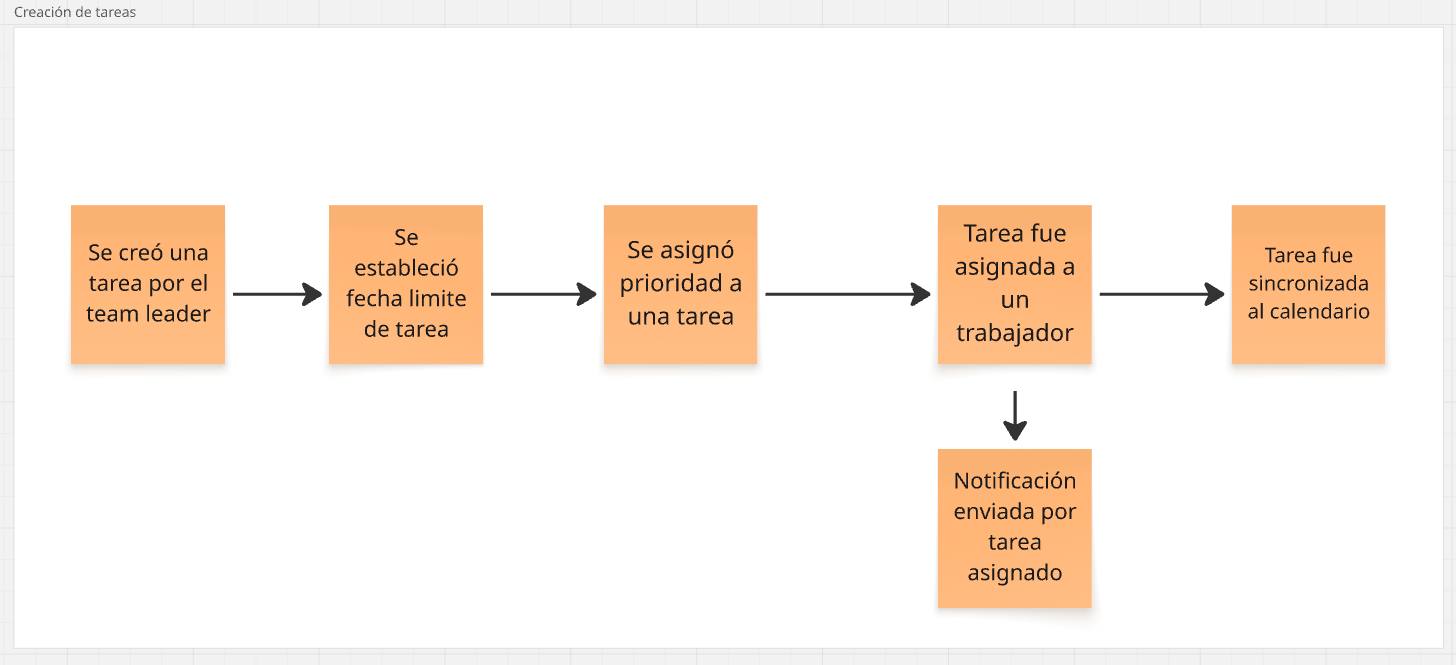 Creación de tareas
Se creó una
tarea por el
team leader
Se
estableció
fecha limite
de tarea
Se asignó
prioridad a
una tarea
Tarea fue
asignada a
un
trabajador
Tarea fue
sincronizada
al calendario
Notificación
enviada por
tarea
asignado